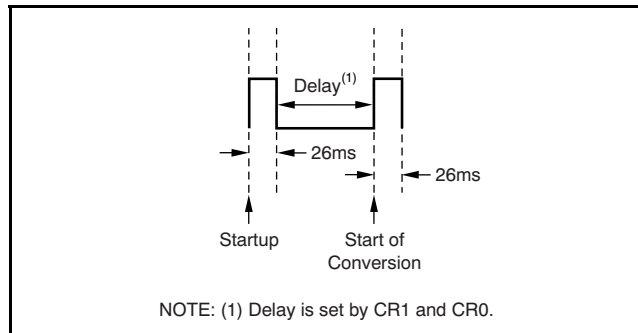 Delay(1)
26ms
26ms
Startup
Start of
Conversion
NOTE: (1) Delay is set by CR1 and CR0.